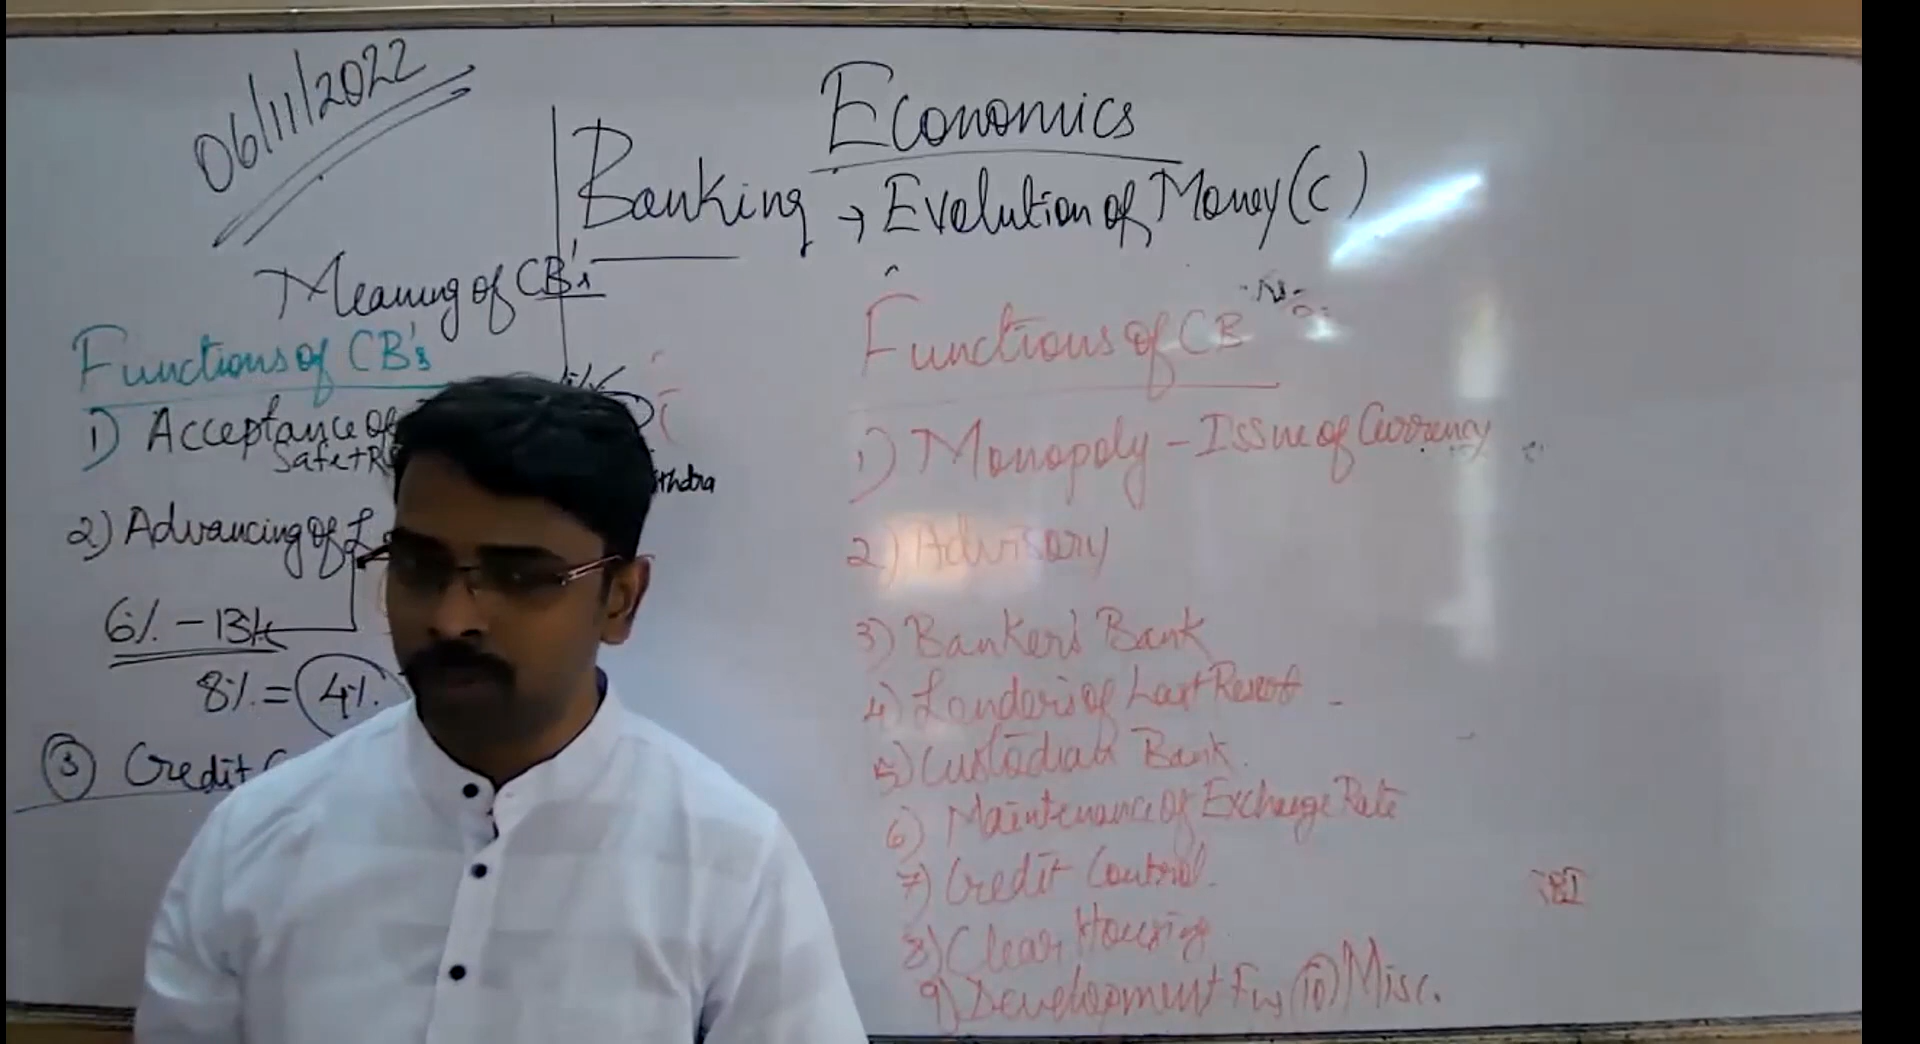 06/11/2022
Economics
Banking → Evolution of Money (C)
Meaning of CB's
Functions of CB's
1) Acceptance of
Safe+R
2) Advancing of L
6% - 13%
8% = 4%
3 Credit C
Functions of CB
1) Monopoly - Issue of Currency
2) Advisory
3) Banker's Bank
4) Lender's of Last Resort
5) Custodian Bank.
6) Maintenance of Exchange Rate
7) Credit Control.
8) Clear Housing
9) Development Fns 10) Misc.